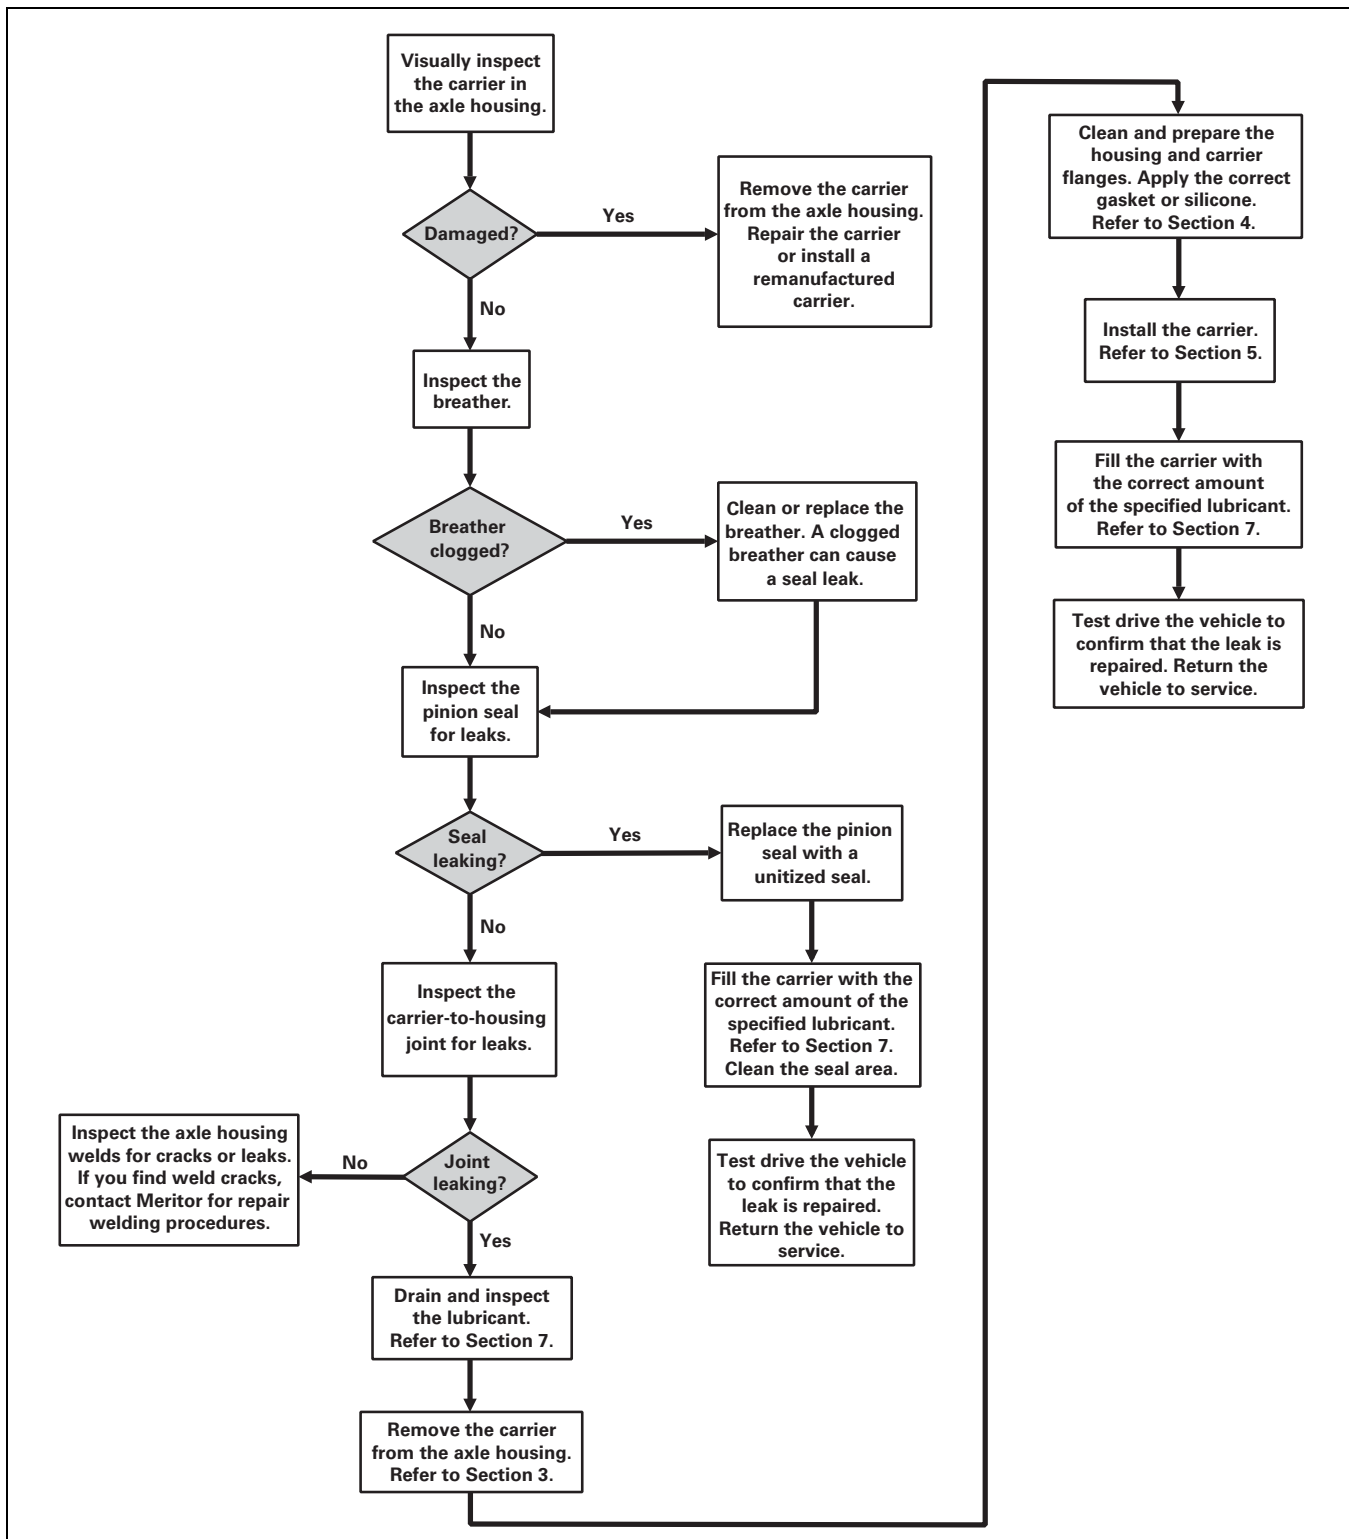 Visually inspect
the carrier in
the axle housing.
Damaged?
Yes
Remove the carrier
from the axle housing.
Repair the carrier
or install a
remanufactured
carrier.
No
Inspect the
breather.
Breather
clogged?
Yes
Clean or replace the
breather. A clogged
breather can cause
a seal leak.
No
Inspect the
pinion seal
for leaks.
Seal
leaking?
Yes
Replace the pinion
seal with a
unitized seal.
Fill the carrier with the
correct amount of the
specified lubricant.
Refer to Section 7.
Clean the seal area.
Test drive the vehicle
to confirm that the
leak is repaired.
Return the vehicle to
service.
No
Inspect the
carrier-to-housing
joint for leaks.
Joint
leaking?
No
Inspect the axle housing
welds for cracks or leaks.
If you find weld cracks,
contact Meritor for repair
welding procedures.
Yes
Drain and inspect
the lubricant.
Refer to Section 7.
Remove the carrier
from the axle housing.
Refer to Section 3.
Clean and prepare the
housing and carrier
flanges. Apply the correct
gasket or silicone.
Refer to Section 4.
Install the carrier.
Refer to Section 5.
Fill the carrier with
the correct amount
of the specified lubricant.
Refer to Section 7.
Test drive the vehicle to
confirm that the leak is
repaired. Return the
vehicle to service.